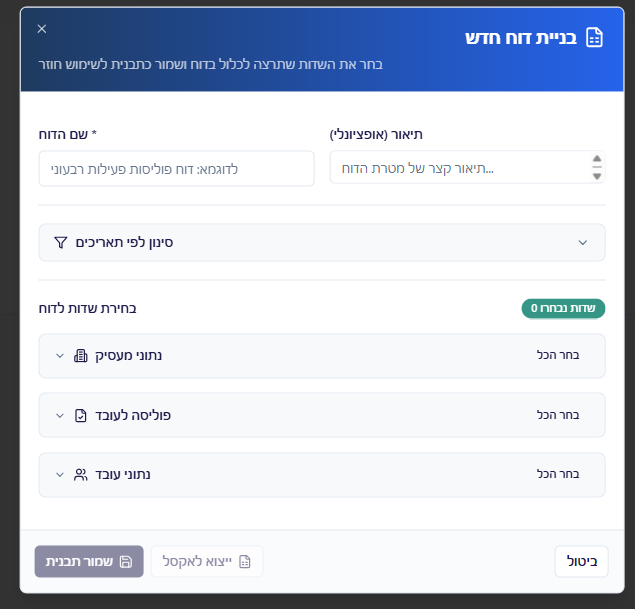 בניית דוח חדש
בחר את השדות שתרצה לכלול בדוח ושמור כתבנית לשימוש חוזר
תיאור (אופציונלי)
תיאור קצר של מטרת הדוח...
שם הדוח *
לדוגמא: דוח פוליסות פעילות רבעוני
סינון לפי תאריכים
בחירת שדות לדוח
שדות נבחרו 0
נתוני מעסיק
בחר הכל
פוליסה לעובד
בחר הכל
נתוני עובד
בחר הכל
ביטול
ייצוא לאקסל
שמור תבנית